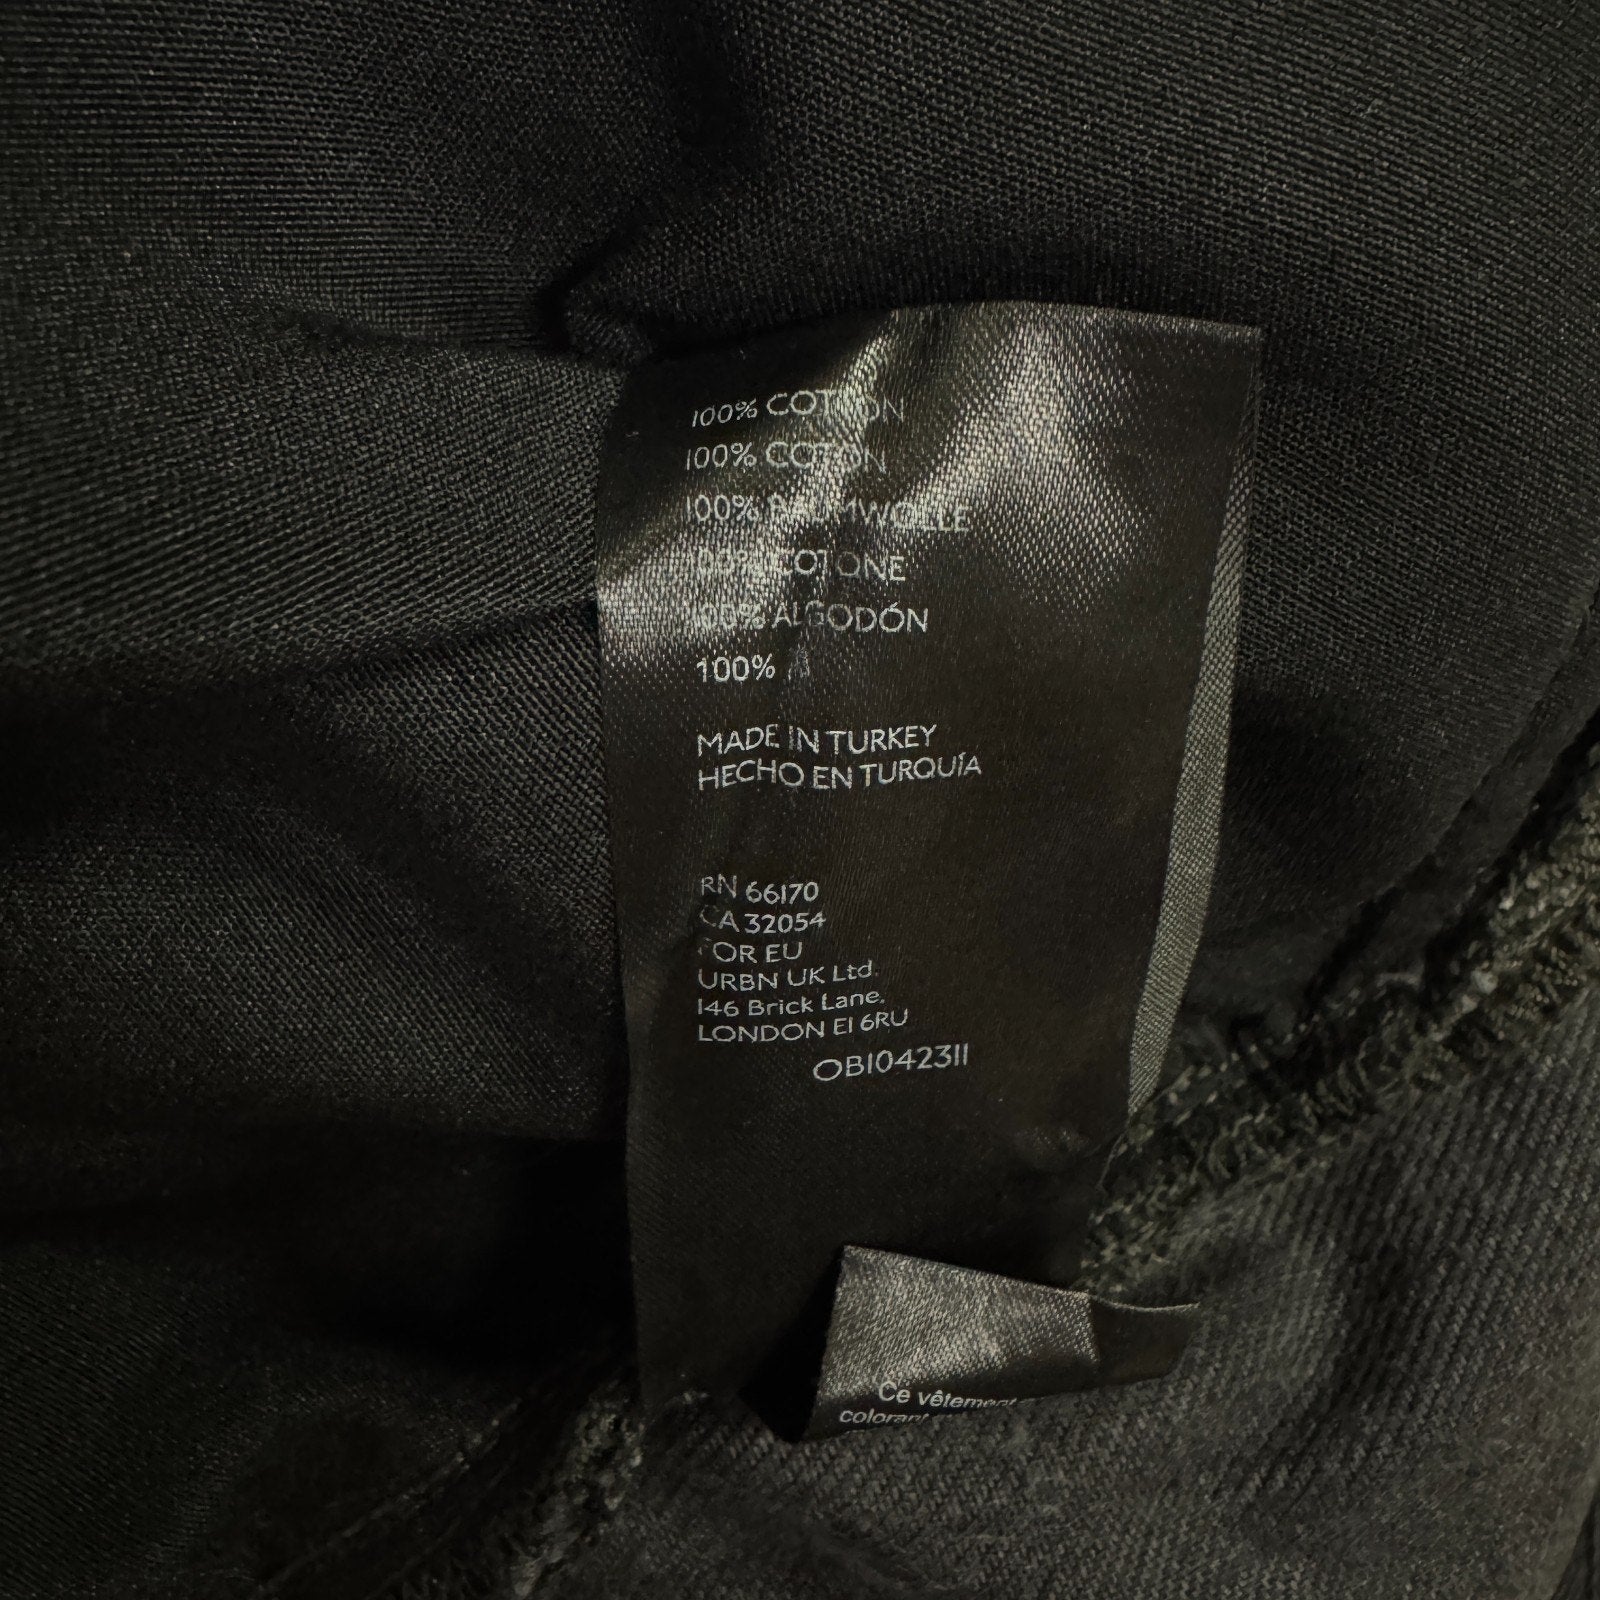 100% COTTON
100% COTON
100% BAUMWOLLE
100% COTONE
100% ALGODÓN
100%
MADE IN TURKEY
HECHO EN TURQUÍA
RN 66170
CA 32054
FOR EU
URBN UK Ltd.
146 Brick Lane,
LONDON E1 6RU
OB1042311
Ce vêtement
colorant